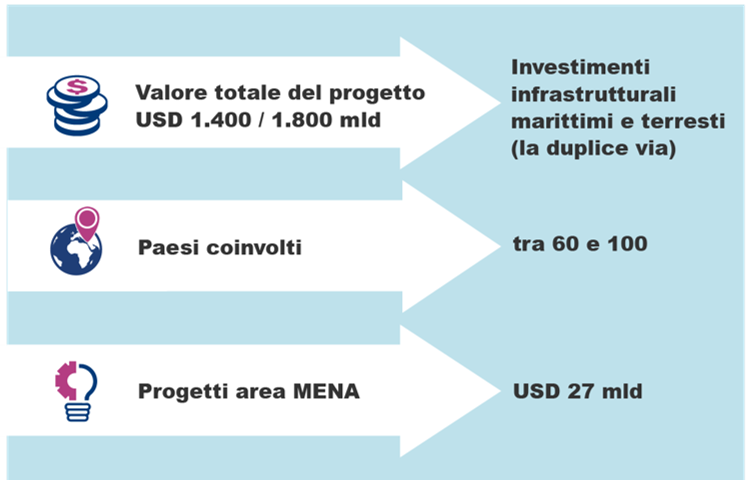 Valore totale del progetto
USD 1.400 / 1.800 mld
Investimenti
infrastrutturali
marittimi e terresti
(la duplice via)
Paesi coinvolti
tra 60 e 100
Progetti area MENA
USD 27 mld